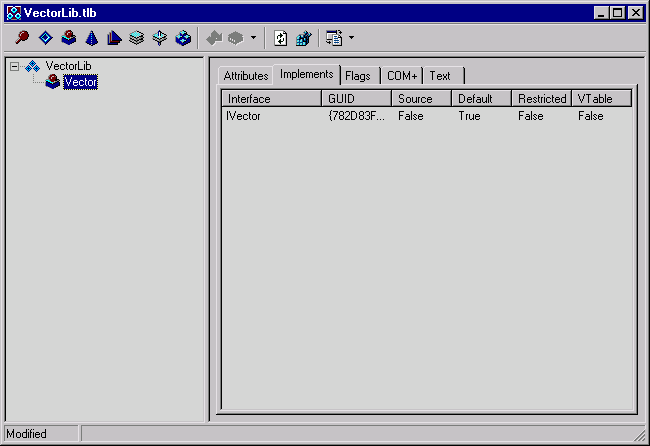 VectorLib.tlb
VectorLib
Vector
Attributes Implements Flags COM+ Text
Interface GUID Source Default Restricted VTable
IVector {782D83F... False True False False
Modified